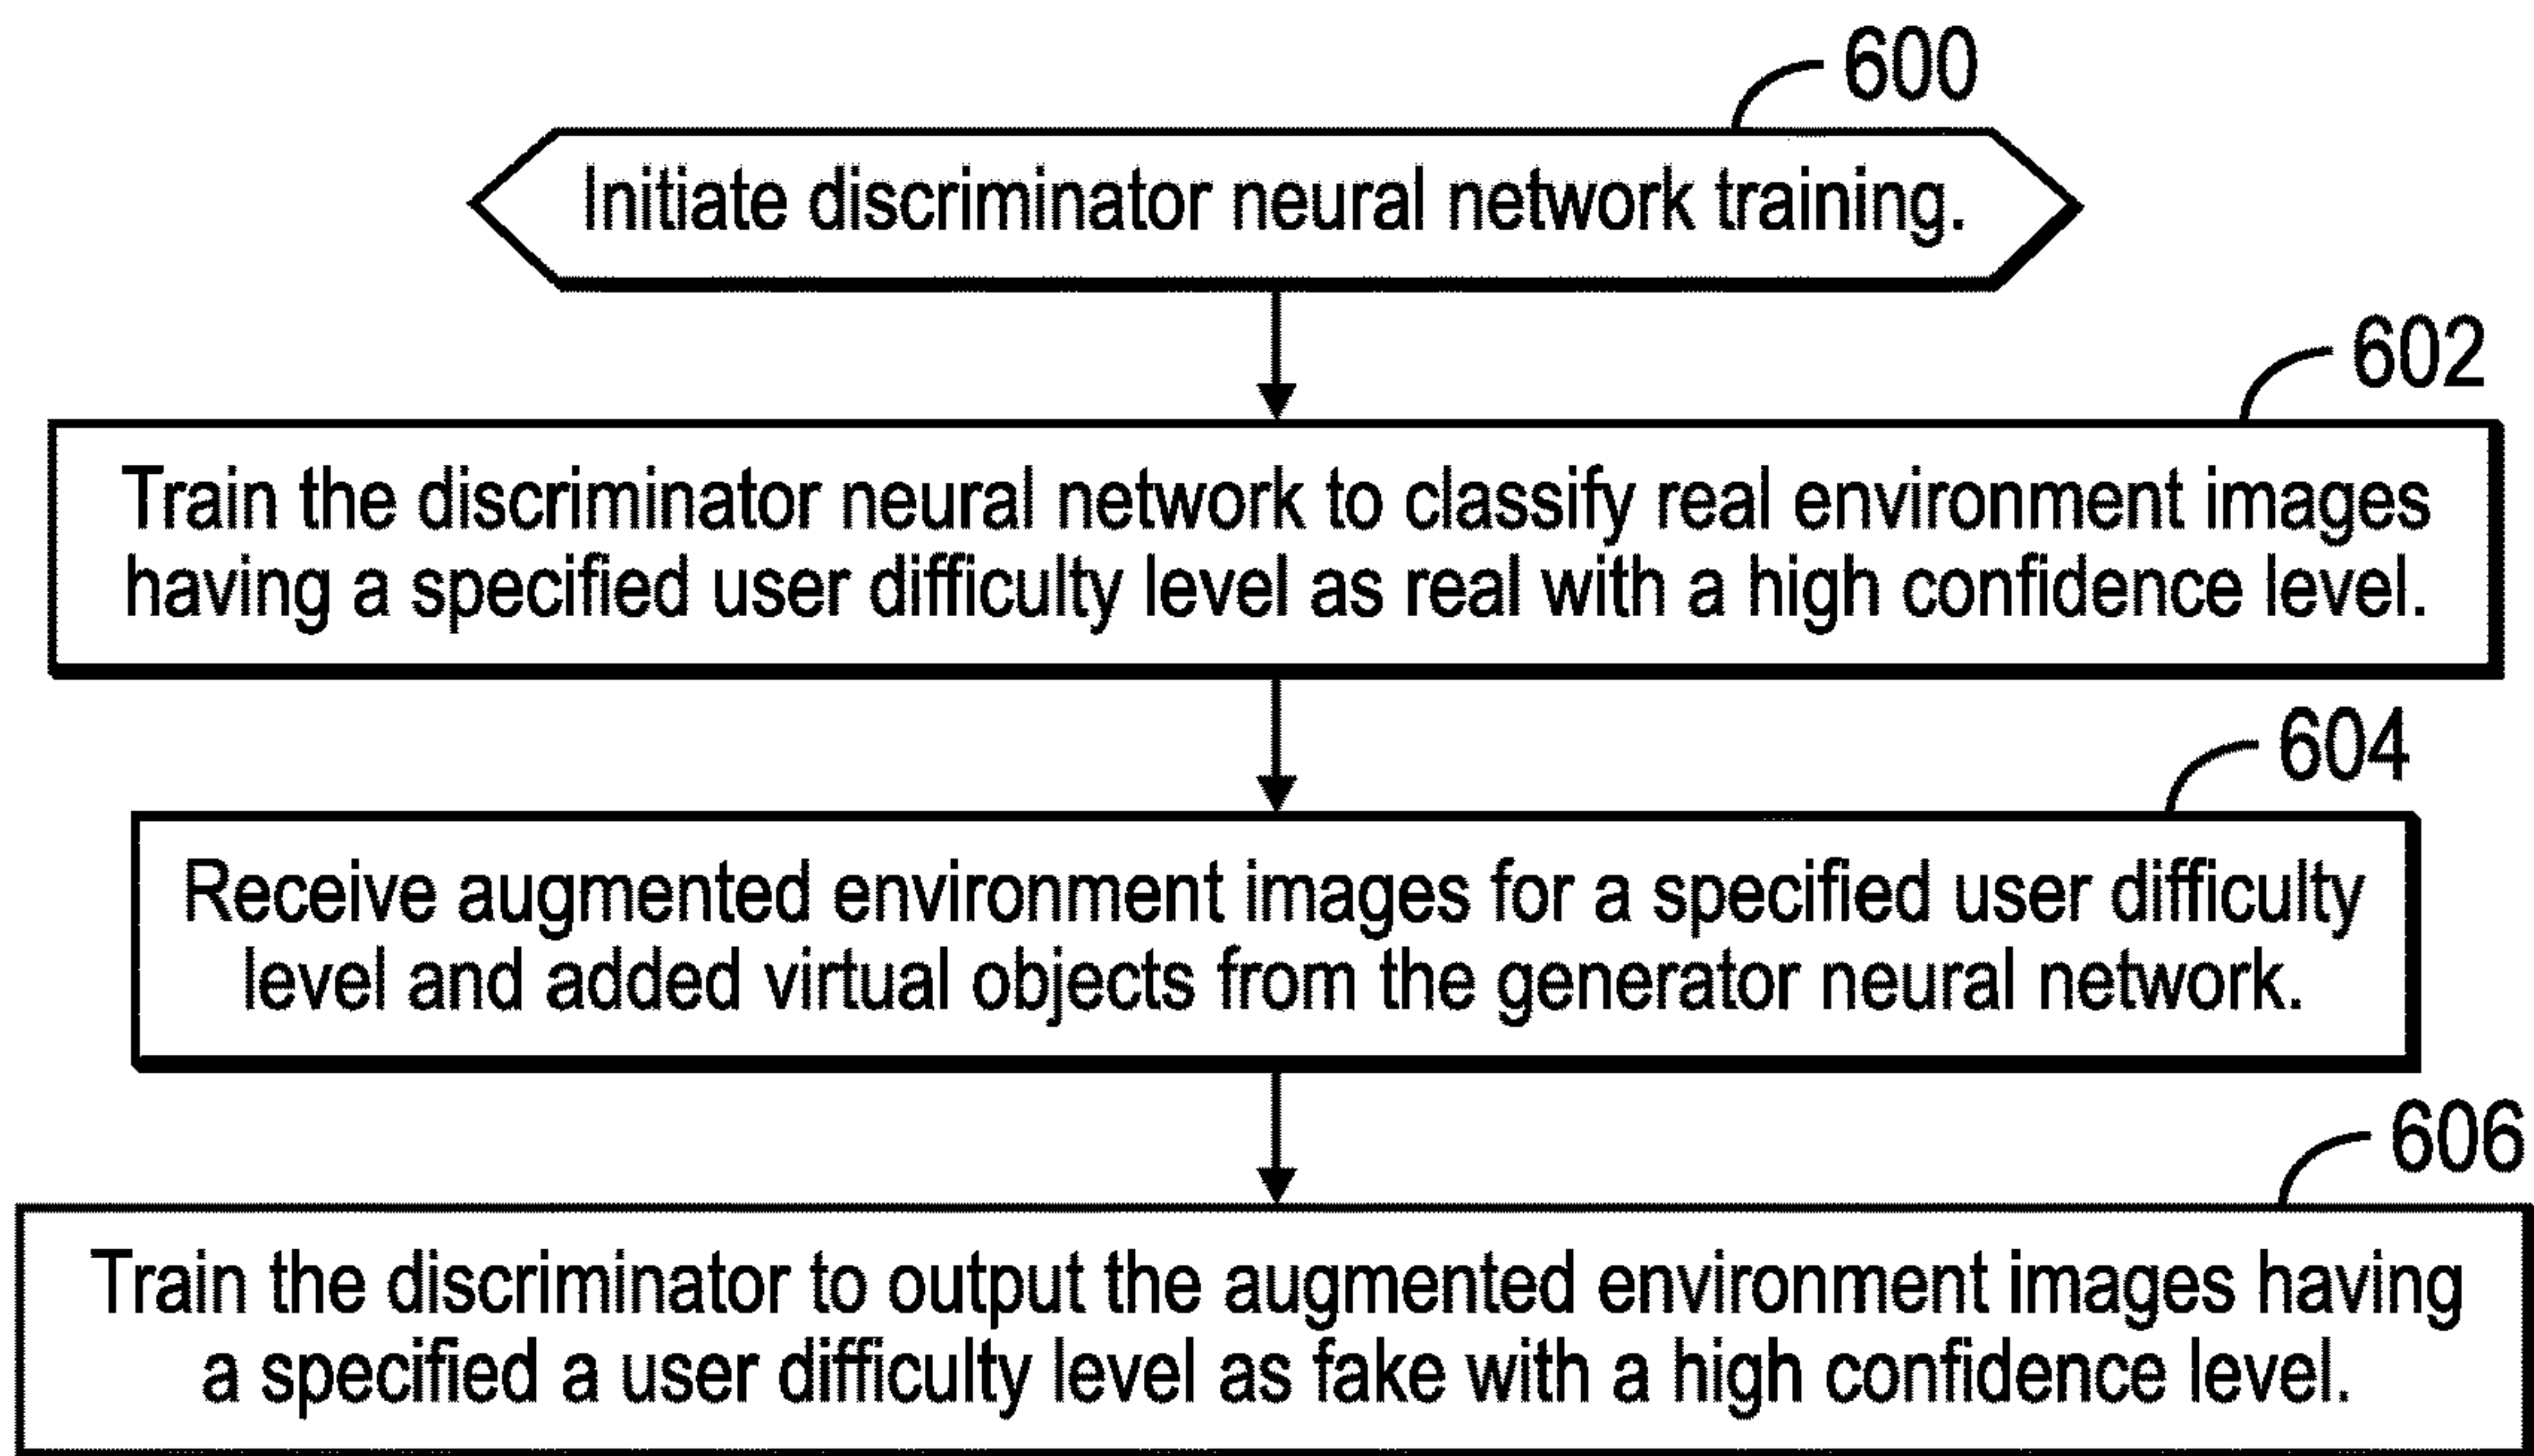 600
Initiate discriminator neural network training.
602
Train the discriminator neural network to classify real environment images
having a specified user difficulty level as real with a high confidence level.
604
Receive augmented environment images for a specified user difficulty
level and added virtual objects from the generator neural network.
606
Train the discriminator to output the augmented environment images having
a specified a user difficulty level as fake with a high confidence level.